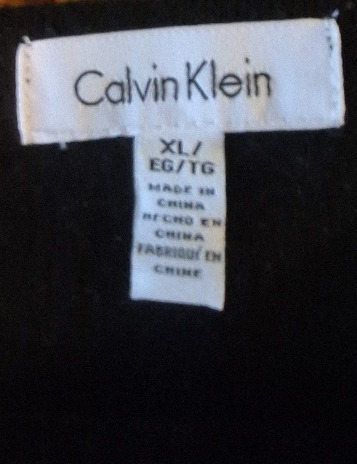 Calvin Klein
XL/
EG/TG
MADE IN
CHINA
HECHO EN
CHINA
FABRIQUÉ EN
CHINE